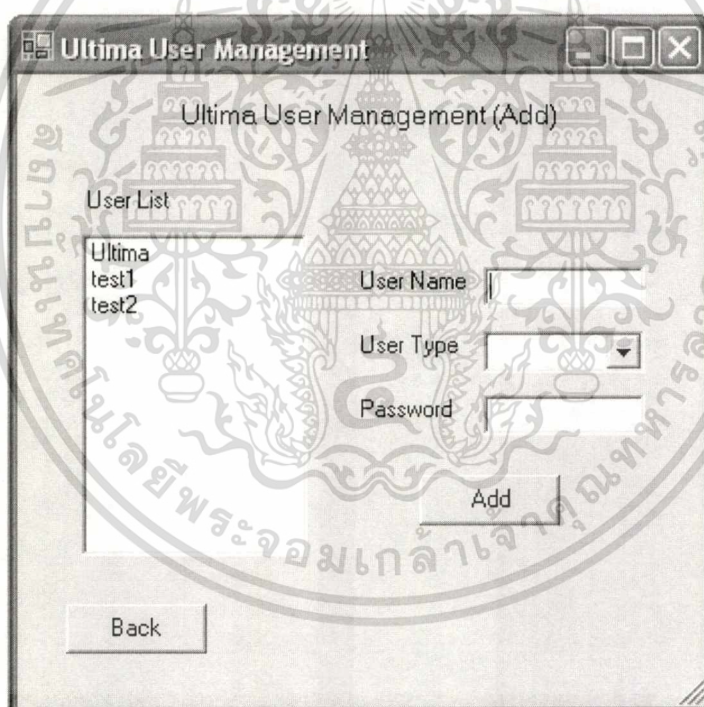 Ultima User Management
Ultima User Management (Add)
User List
Ultima
test1
test2
User Name
User Type
Password
Add
Back